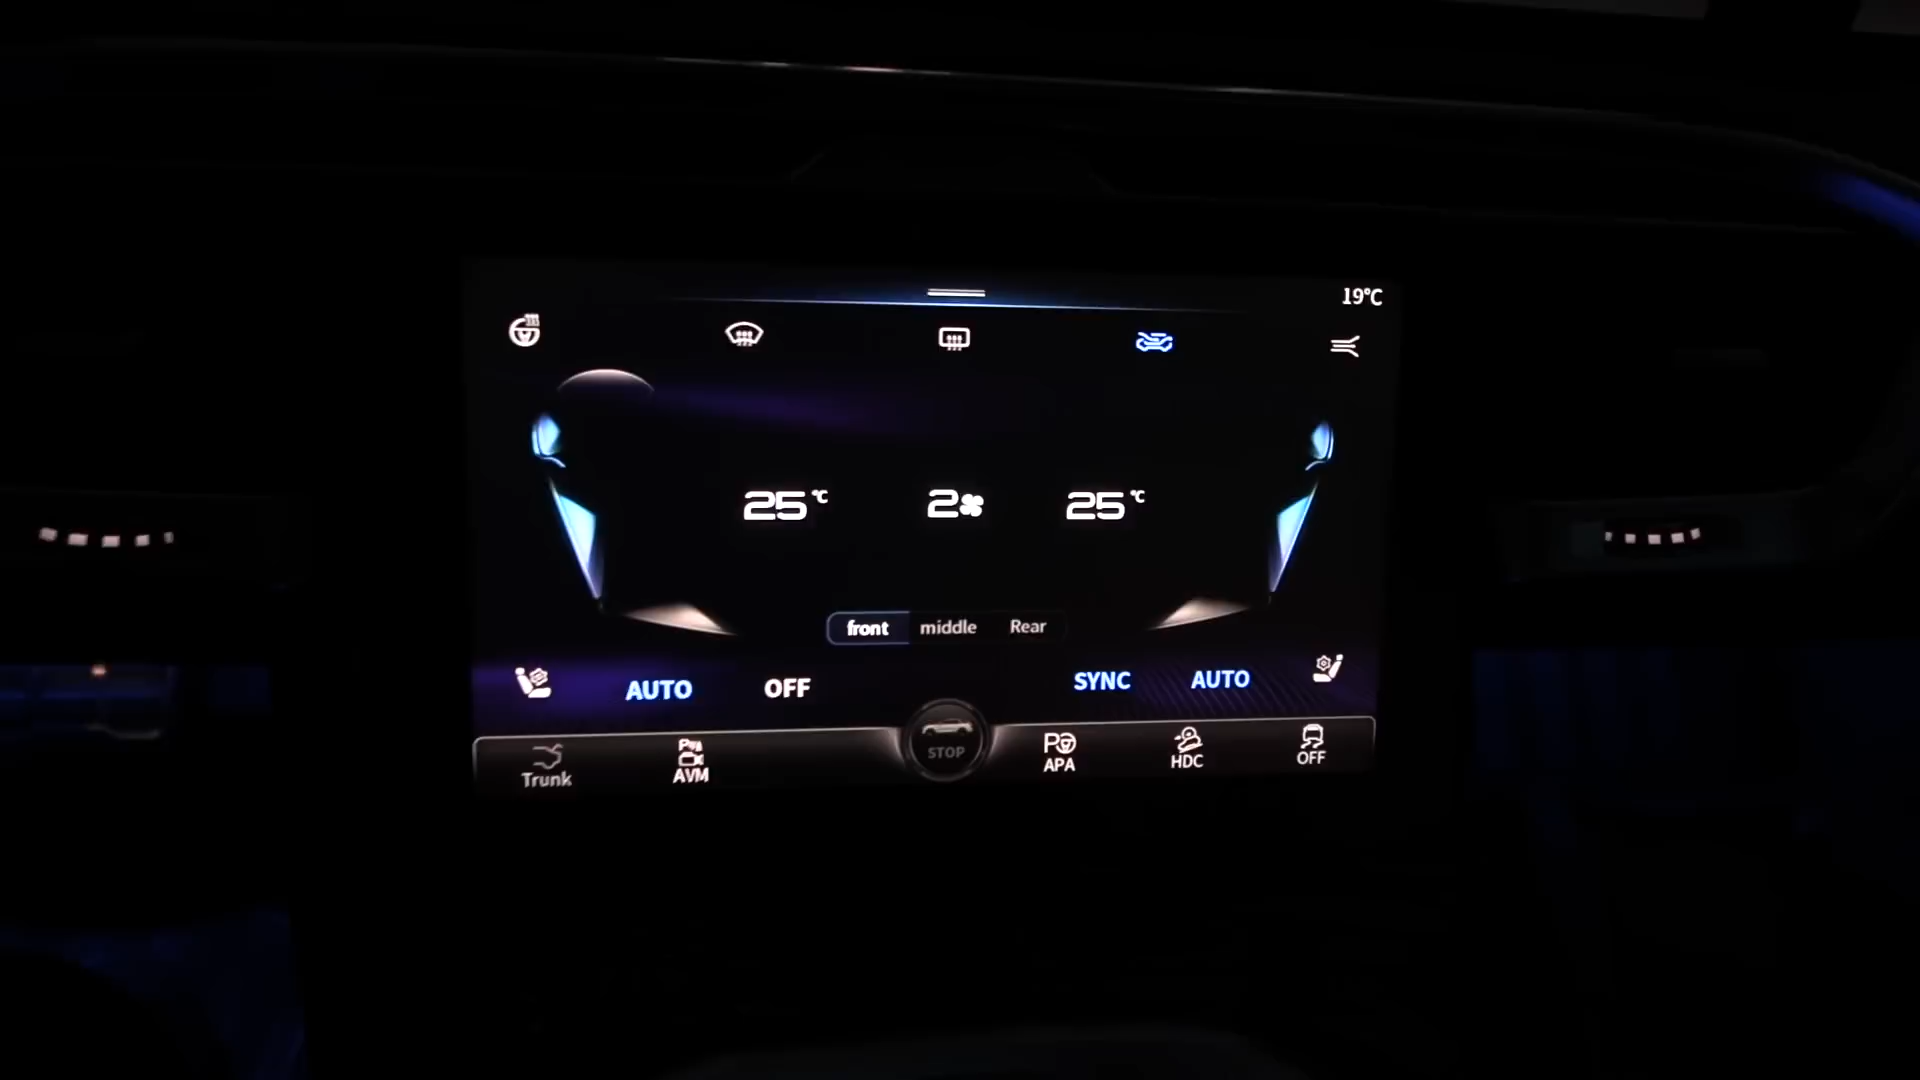 19°C
25°C 2 25°C
front middle Rear
AUTO OFF SYNC AUTO
STOP
Trunk AVM APA HDC OFF